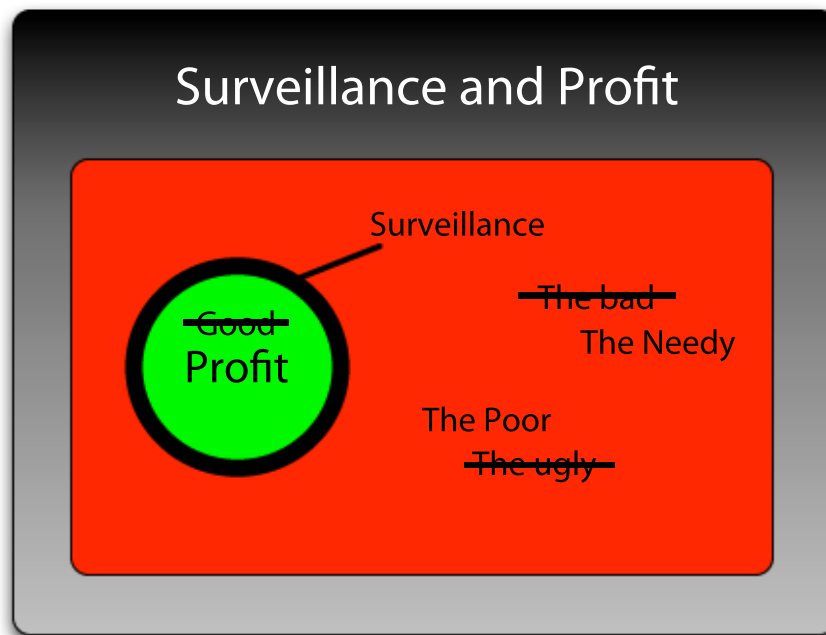 Surveillance and Profit
Surveillance
Good
Profit
The bad
The Needy
The Poor
The ugly